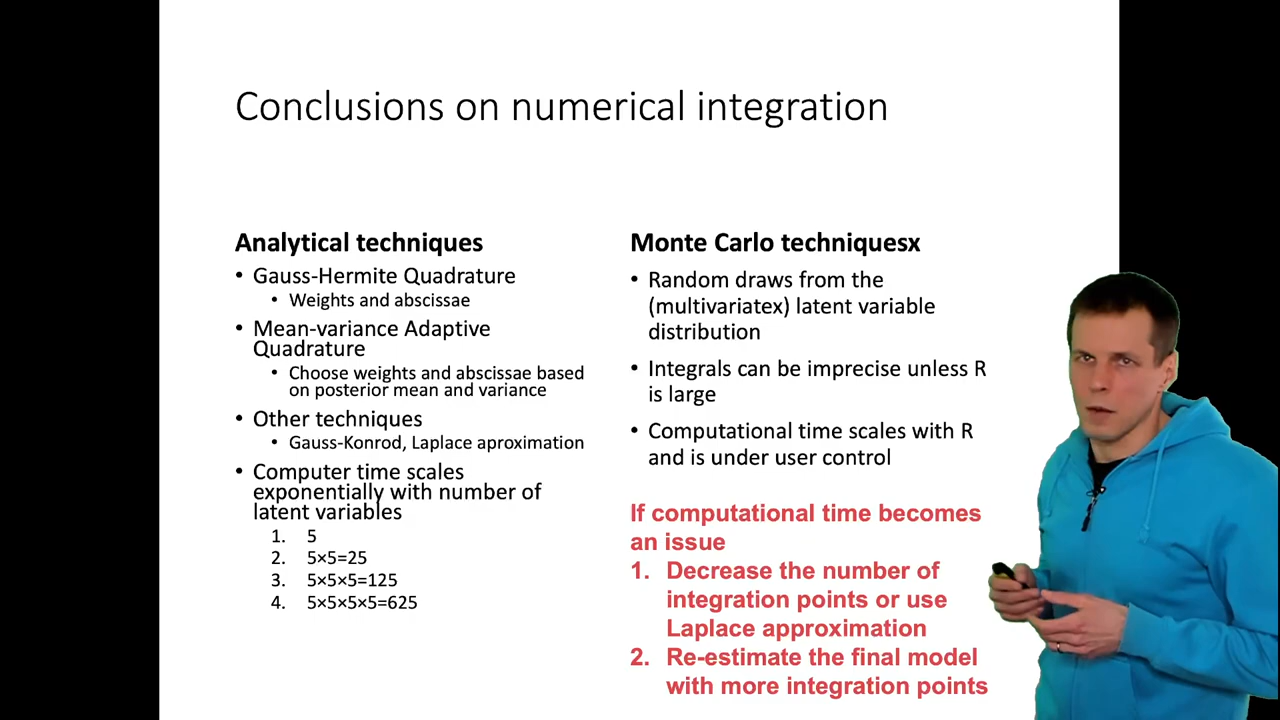 Conclusions on numerical integration
Analytical techniques
• Gauss-Hermite Quadrature
• Weights and abscissae
• Mean-variance Adaptive
Quadrature
• Choose weights and abscissae based
on posterior mean and variance
• Other techniques
• Gauss-Konrod, Laplace aproximation
• Computer time scales
exponentially with number of
latent variables
1. 5
2. 5×5=25
3. 5×5×5=125
4. 5×5×5×5=625
Monte Carlo techniquesx
• Random draws from the
(multivariatex) latent variable
distribution
• Integrals can be imprecise unless R
is large
• Computational time scales with R
and is under user control
If computational time becomes
an issue
1. Decrease the number of
integration points or use
Laplace approximation
2. Re-estimate the final model
with more integration points